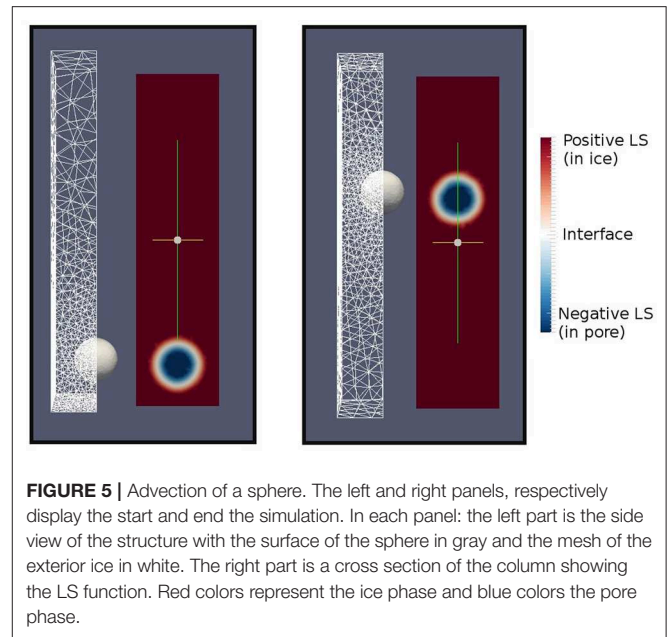 Positive LS
(in ice)
Interface
Negative LS
(in pore)
FIGURE 5 | Advection of a sphere. The left and right panels, respectively
display the start and end the simulation. In each panel: the left part is the side
view of the structure with the surface of the sphere in gray and the mesh of the
exterior ice in white. The right part is a cross section of the column showing
the LS function. Red colors represent the ice phase and blue colors the pore
phase.